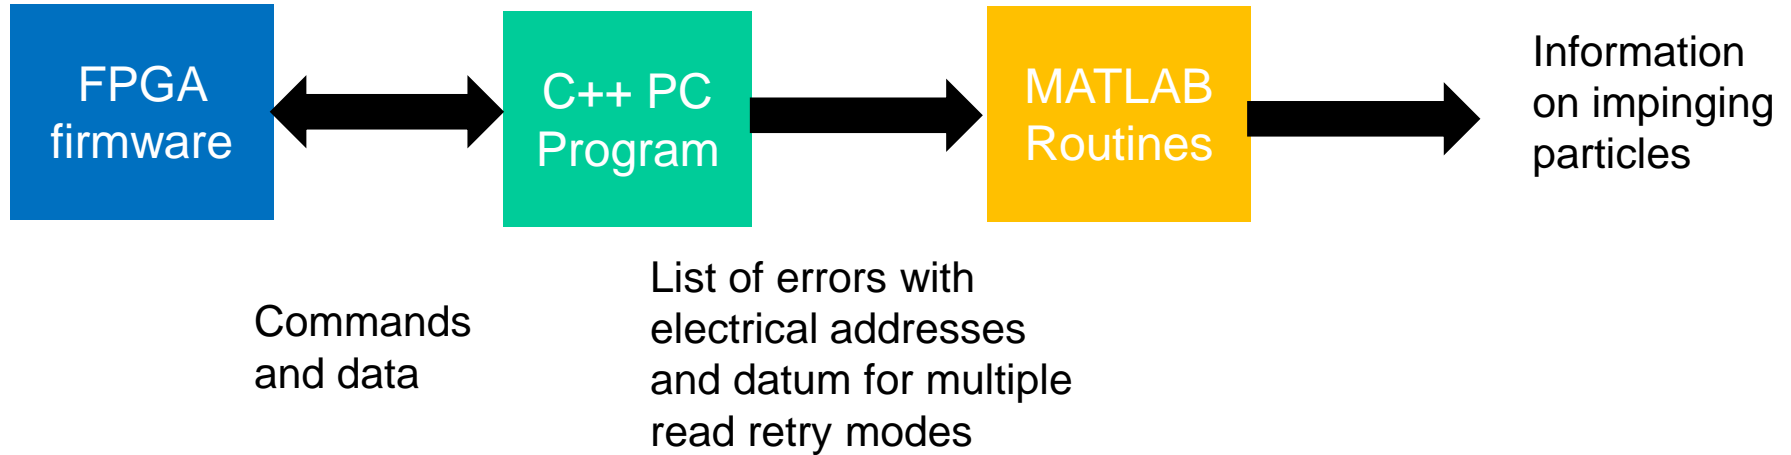 FPGA
firmware
C++ PC
Program
MATLAB
Routines
Information
on impinging
particles
Commands
and data
List of errors with
electrical addresses
and datum for multiple
read retry modes